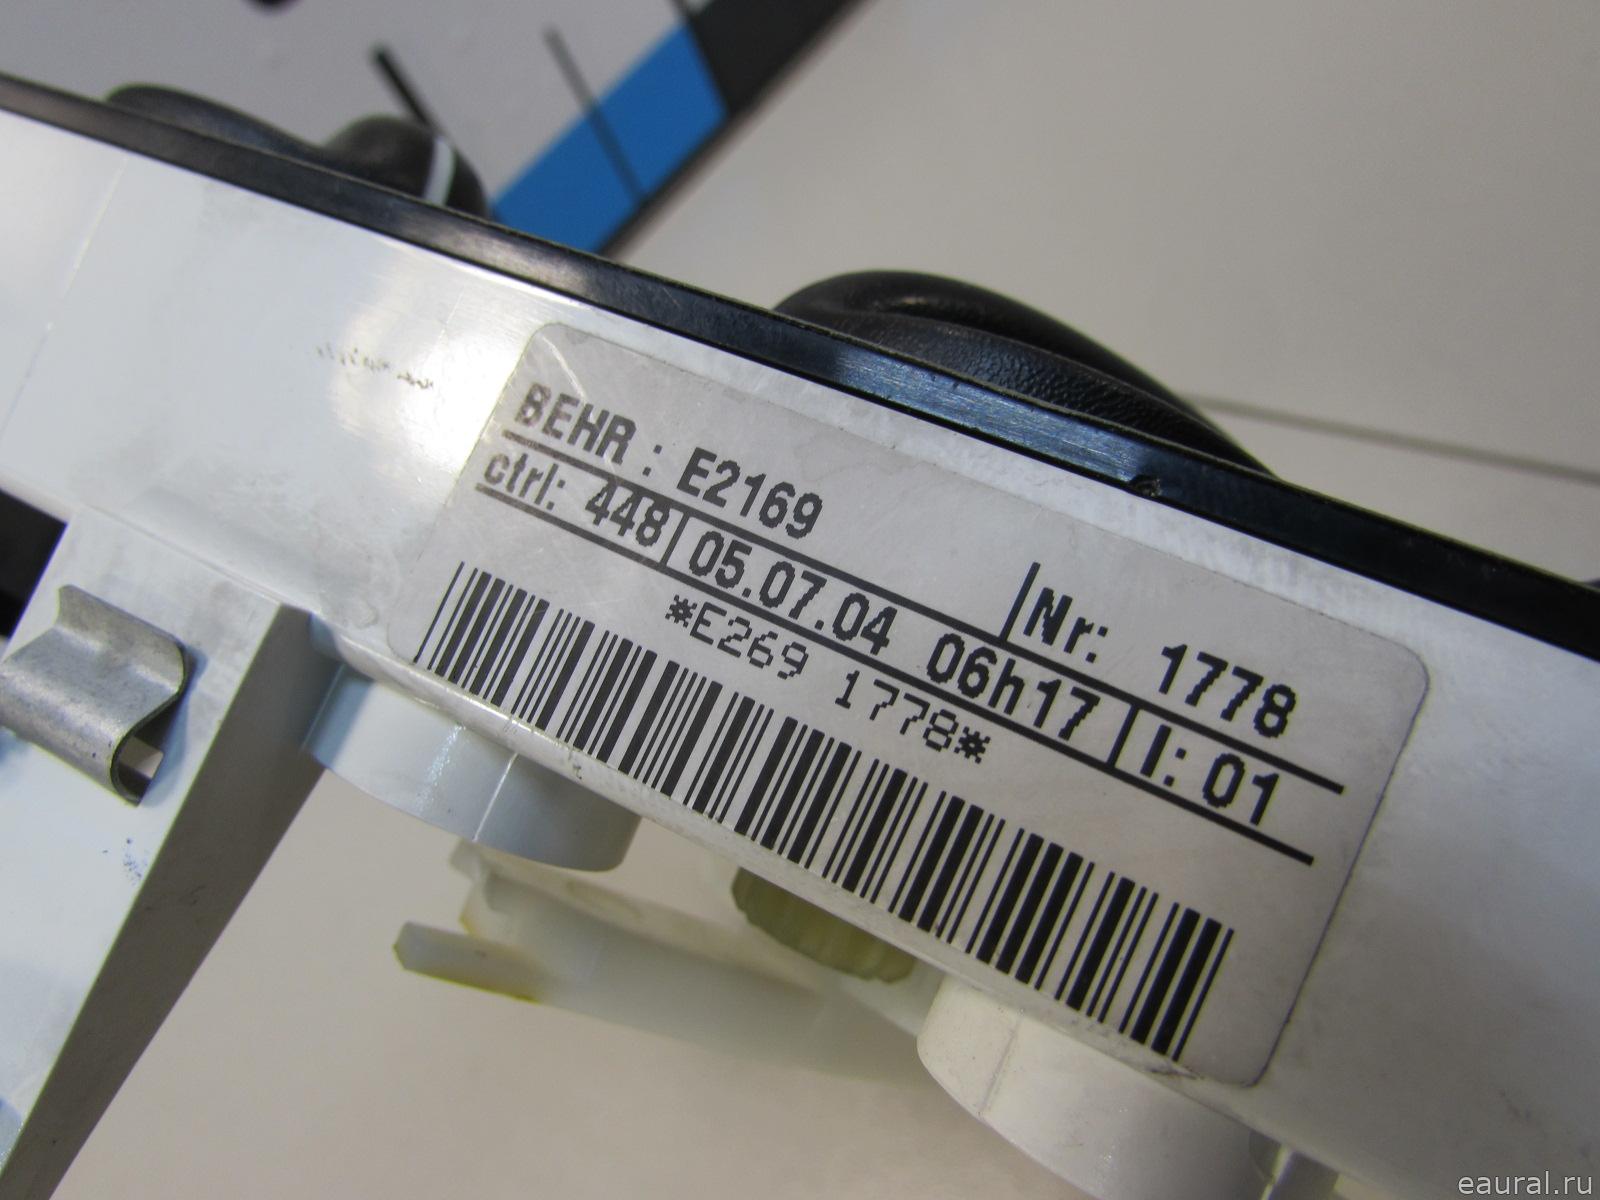 BEHR : E2169
Nr: 1778
ctrl: 448 05.07.04 06h17 I: 01
*E269 1778*
eaural.ru